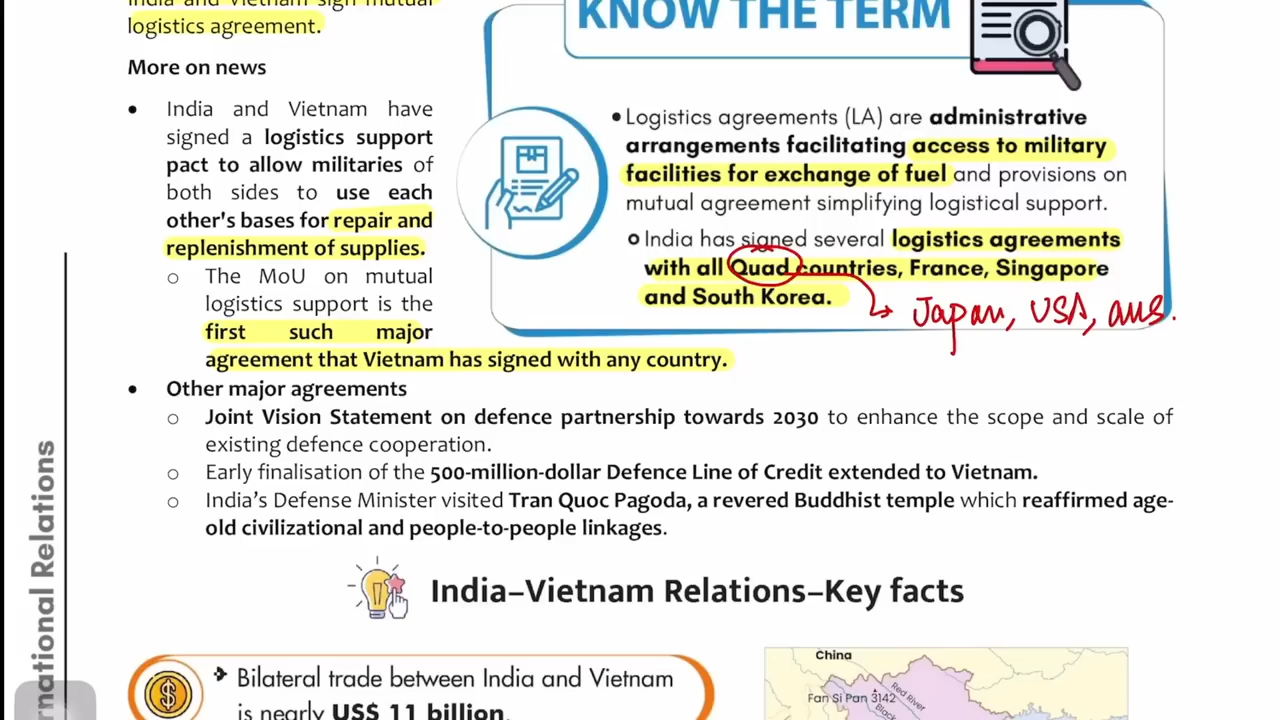 India and Vietnam sign mutual
logistics agreement.
More on news
• India and Vietnam have
signed a logistics support
pact to allow militaries of
both sides to use each
other's bases for repair and
replenishment of supplies.
o The MoU on mutual
logistics support is the
first such major
agreement that Vietnam has signed with any country.
KNOW THE TERM
• Logistics agreements (LA) are administrative
arrangements facilitating access to military
facilities for exchange of fuel and provisions on
mutual agreement simplifying logistical support.
o India has signed several logistics agreements
with all Quad countries, France, Singapore
and South Korea.
Japan, USA, aus.
• Other major agreements
o Joint Vision Statement on defence partnership towards 2030 to enhance the scope and scale of
existing defence cooperation.
o Early finalisation of the 500-million-dollar Defence Line of Credit extended to Vietnam.
o India's Defense Minister visited Tran Quoc Pagoda, a revered Buddhist temple which reaffirmed age-
old civilizational and people-to-people linkages.
India–Vietnam Relations–Key facts
Bilateral trade between India and Vietnam
is nearly US$ 11 billion.
China
Fan Si Pan 3142
Red River
Black
rnational Relations